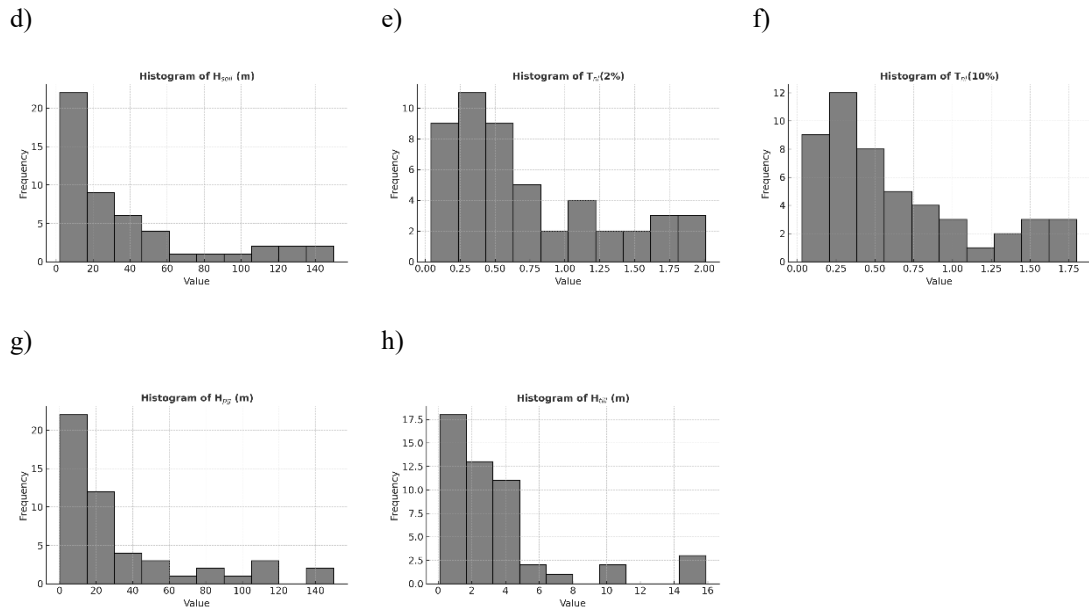 d) e) f)
Histogram of H_soil (m)
Histogram of T_nl(2%)
Histogram of T_nl(10%)
Frequency
20
15
10
5
0
0 20 40 60 80 100 120 140
Value
Frequency
10
8
6
4
2
0
0.00 0.25 0.50 0.75 1.00 1.25 1.50 1.75 2.00
Value
Frequency
12
10
8
6
4
2
0
0.00 0.25 0.50 0.75 1.00 1.25 1.50 1.75
Value
g) h)
Histogram of H_pg (m)
Frequency
20
15
10
5
0
0 20 40 60 80 100 120 140
Value
Histogram of H_till (m)
Frequency
17.5
15.0
12.5
10.0
7.5
5.0
2.5
0.0
0 2 4 6 8 10 12 14 16
Value